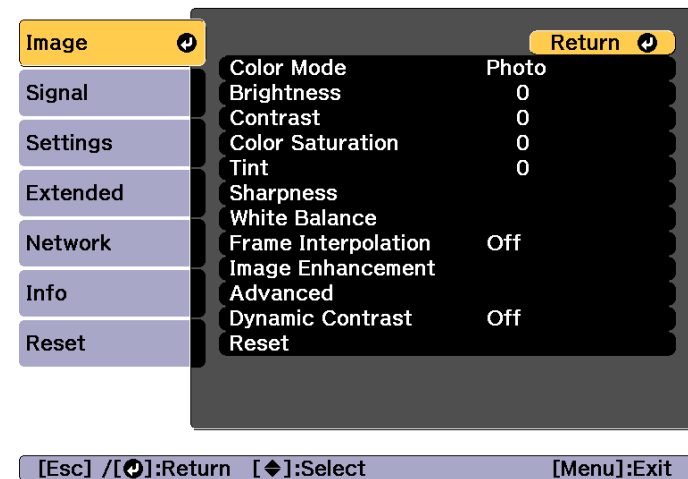 Image
Signal
Settings
Extended
Network
Info
Reset
Return
Color Mode Photo
Brightness 0
Contrast 0
Color Saturation 0
Tint 0
Sharpness
White Balance
Frame Interpolation Off
Image Enhancement
Advanced
Dynamic Contrast Off
Reset
[Esc] /[↵]:Return [◆]:Select [Menu]:Exit